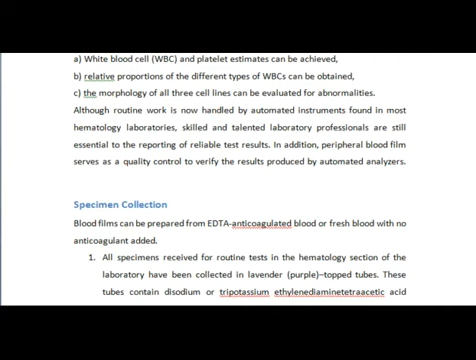 a) White blood cell (WBC) and platelet estimates can be achieved,
b) relative proportions of the different types of WBCs can be obtained,
c) the morphology of all three cell lines can be evaluated for abnormalities.
Although routine work is now handled by automated instruments found in most
hematology laboratories, skilled and talented laboratory professionals are still
essential to the reporting of reliable test results. In addition, peripheral blood film
serves as a quality control to verify the results produced by automated analyzers.
Specimen Collection
Blood films can be prepared from EDTA-anticoagulated blood or fresh blood with no
anticoagulant added.
1. All specimens received for routine tests in the hematology section of the
laboratory have been collected in lavender (purple)–topped tubes. These
tubes contain disodium or tripotassium ethylenediaminetetraacetic acid